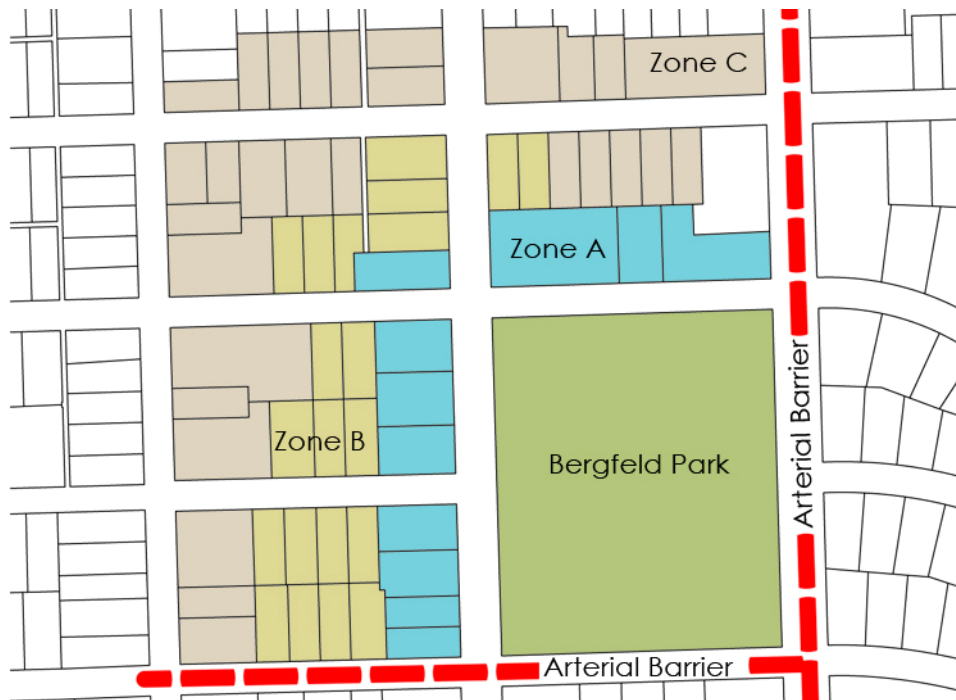 Zone C
Zone A
Arterial Barrier
Zone B
Bergfeld Park
Arterial Barrier